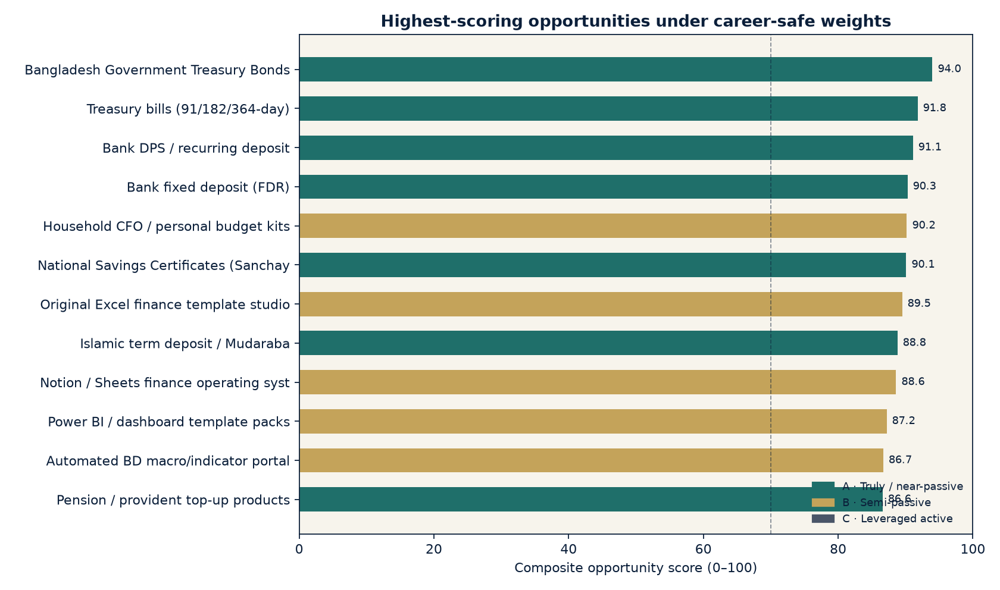 Highest-scoring opportunities under career-safe weights
Bangladesh Government Treasury Bonds 94.0
Treasury bills (91/182/364-day) 91.8
Bank DPS / recurring deposit 91.1
Bank fixed deposit (FDR) 90.3
Household CFO / personal budget kits 90.2
National Savings Certificates (Sanchay 90.1
Original Excel finance template studio 89.5
Islamic term deposit / Mudaraba 88.8
Notion / Sheets finance operating syst 88.6
Power BI / dashboard template packs 87.2
Automated BD macro/indicator portal 86.7
Pension / provident top-up products 86.6
A · Truly / near-passive
B · Semi-passive
C · Leveraged active
0 20 40 60 80 100
Composite opportunity score (0–100)